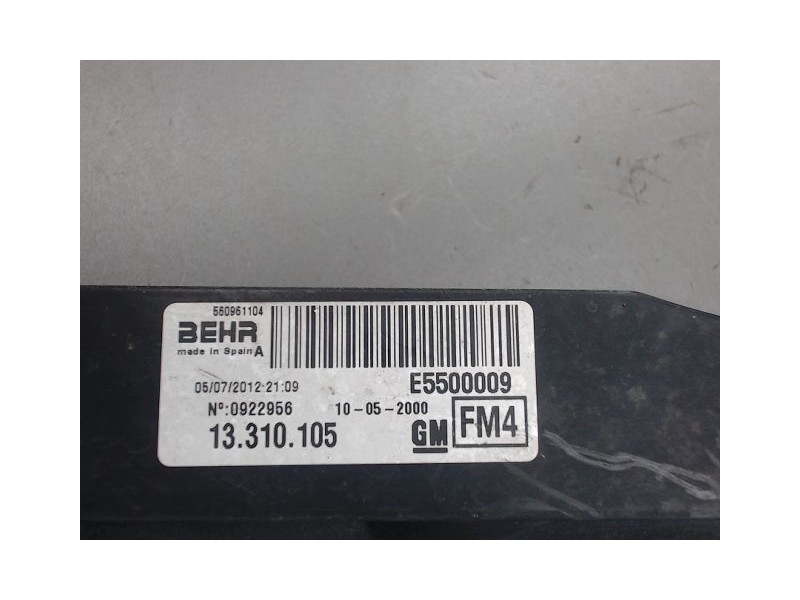 560961104
BEHR
made in Spain A
05/07/2012 21:09
E5500009
Nº:0922956
10-05-2000
13.310.105
GM
FM4